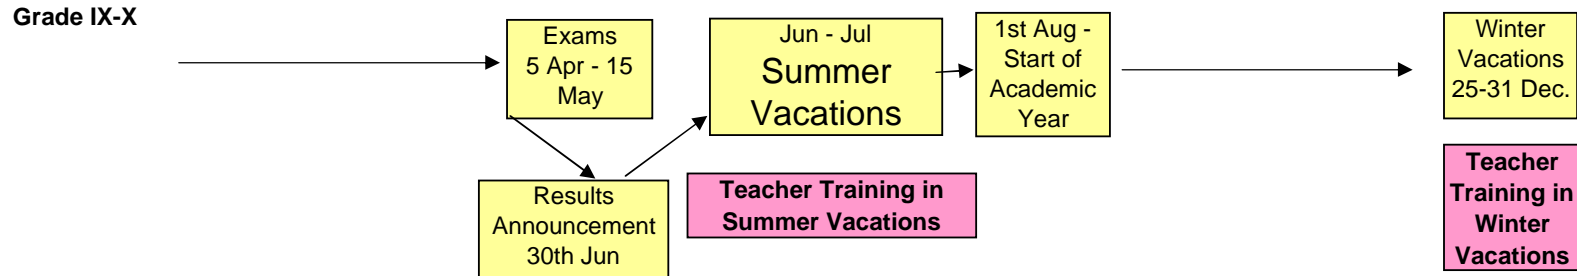 Grade IX-X
Exams
5 Apr - 15
May
Results
Announcement
30th Jun
Jun - Jul
Summer
Vacations
Teacher Training in
Summer Vacations
1st Aug -
Start of
Academic
Year
Winter
Vacations
25-31 Dec.
Teacher
Training in
Winter
Vacations